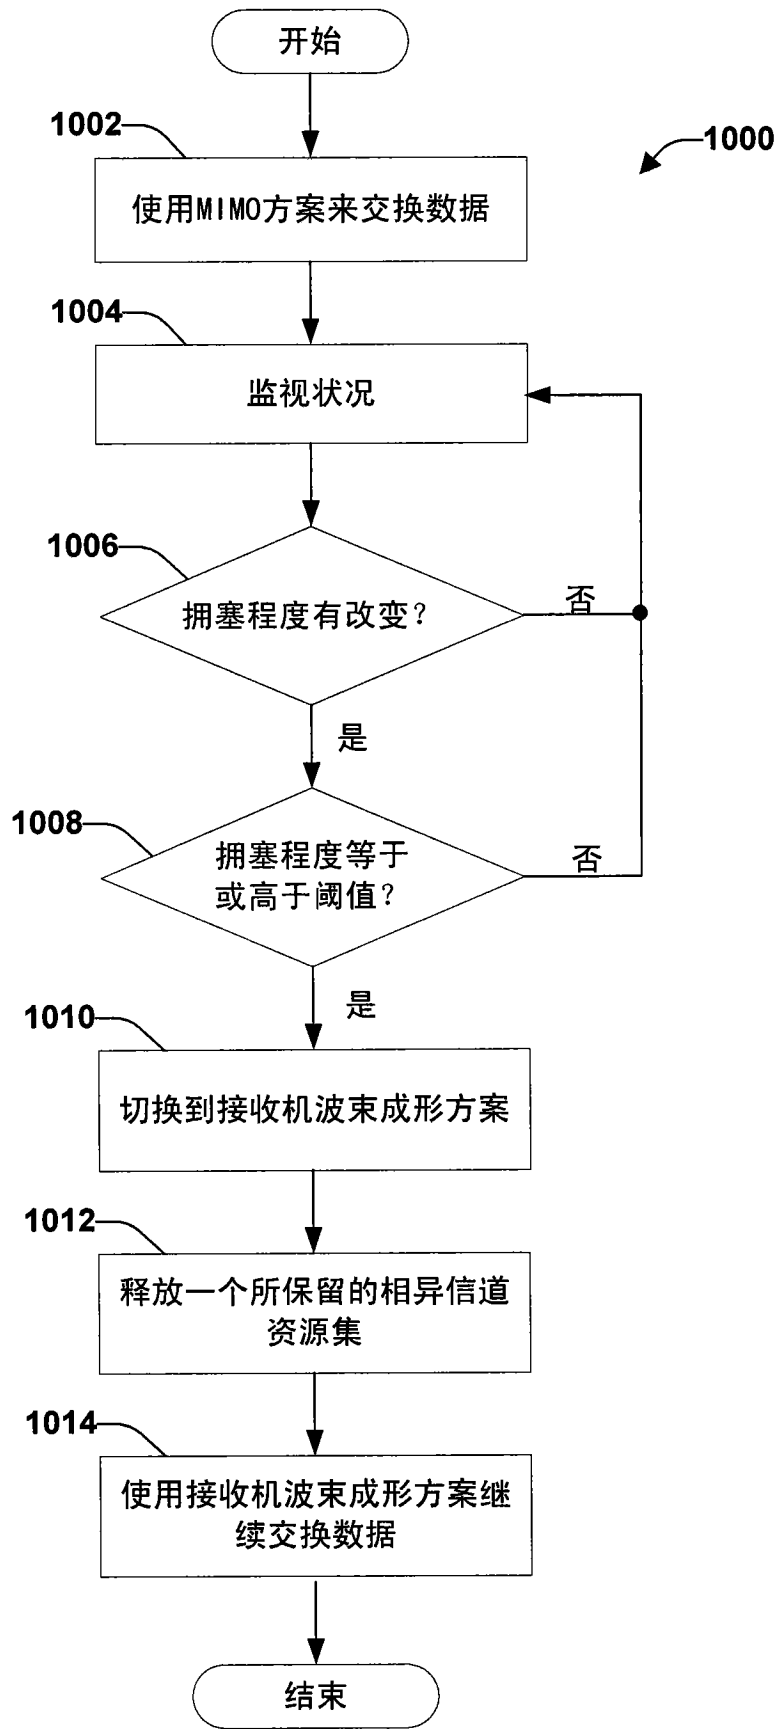 开始
1000
1002
使用MIMO方案来交换数据
1004
监视状况
1006
拥塞程度有改变?
否
是
1008
拥塞程度等于
或高于阈值?
否
是
1010
切换到接收机波束成形方案
1012
释放一个所保留的相异信道
资源集
1014
使用接收机波束成形方案继
续交换数据
结束